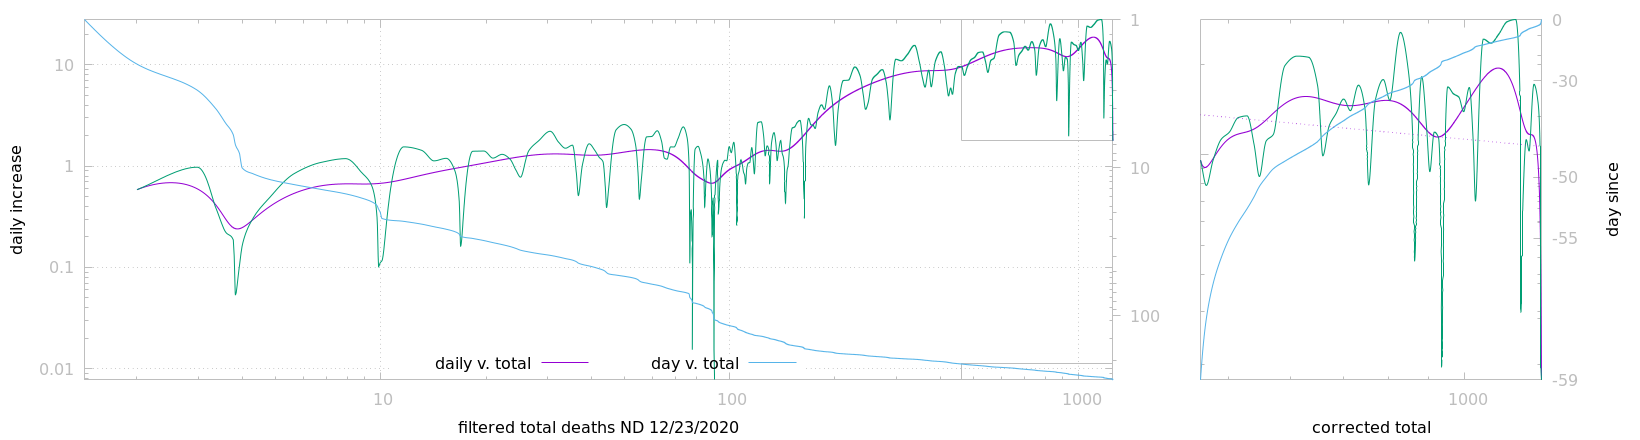 daily increase
10
1
0.1
0.01
daily v. total
day v. total
10
100
1000
filtered total deaths ND 12/23/2020
1
10
100
0
-30
-50
-55
-59
day since
1000
corrected total